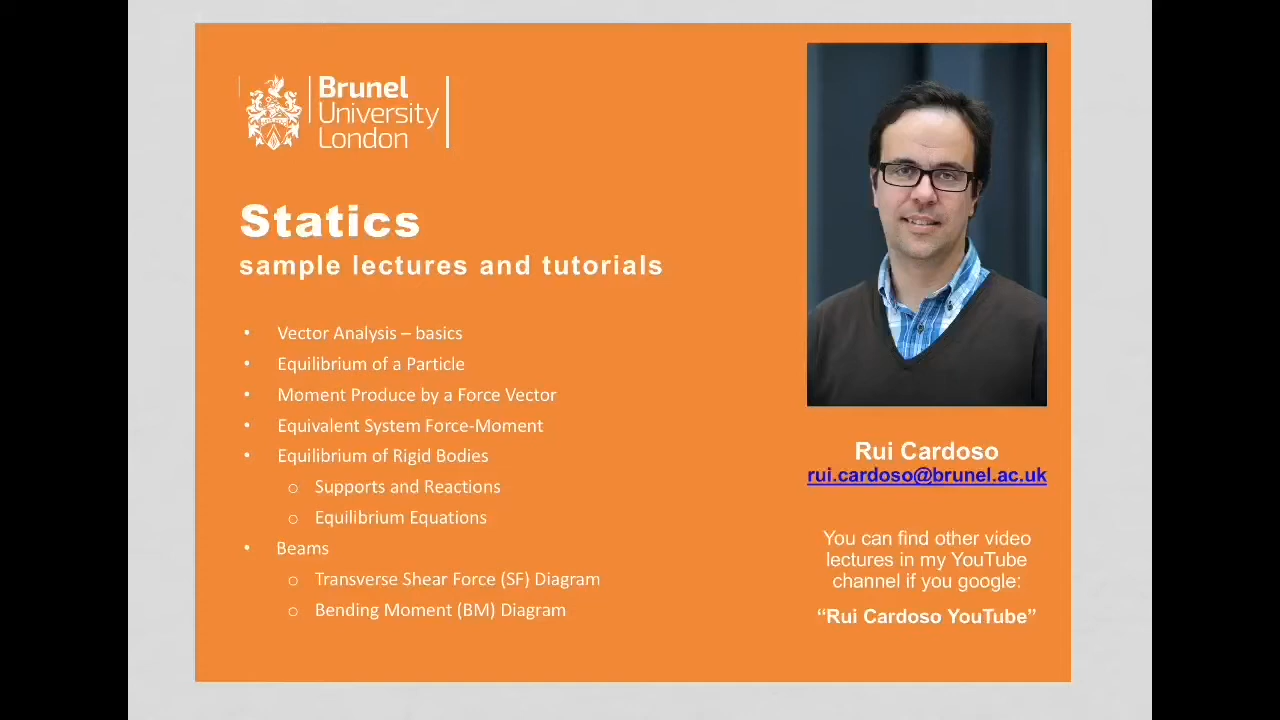 Brunel
University
London
Statics
sample lectures and tutorials
• Vector Analysis – basics
• Equilibrium of a Particle
• Moment Produce by a Force Vector
• Equivalent System Force-Moment
• Equilibrium of Rigid Bodies
o Supports and Reactions
o Equilibrium Equations
• Beams
o Transverse Shear Force (SF) Diagram
o Bending Moment (BM) Diagram
Rui Cardoso
rui.cardoso@brunel.ac.uk
You can find other video
lectures in my YouTube
channel if you google:
“Rui Cardoso YouTube”